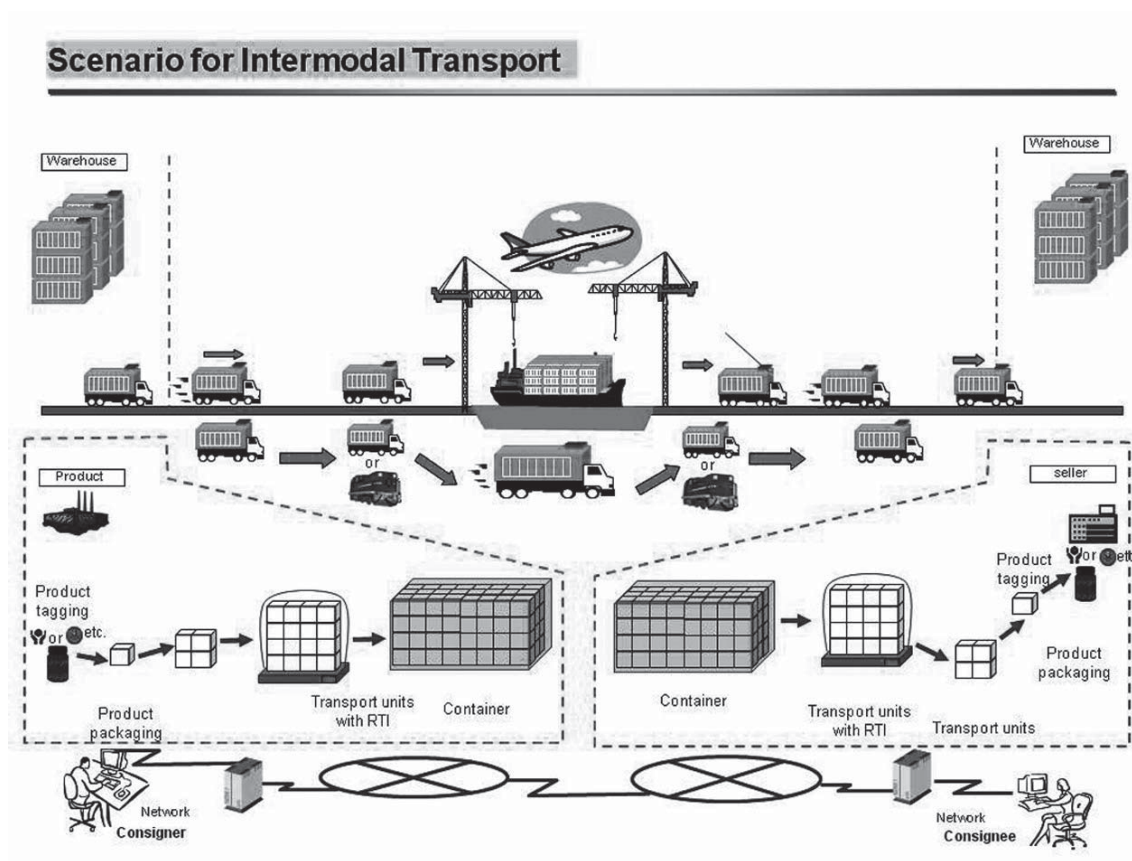 Scenario for Intermodal Transport
Warehouse
Warehouse
or
or
Product
seller
Product
tagging
or
etc.
Product
packaging
Transport units
with RTI
Container
Container
Transport units
with RTI
Transport units
Product
tagging
or
ett
Product
packaging
Network
Consigner
Network
Consignee